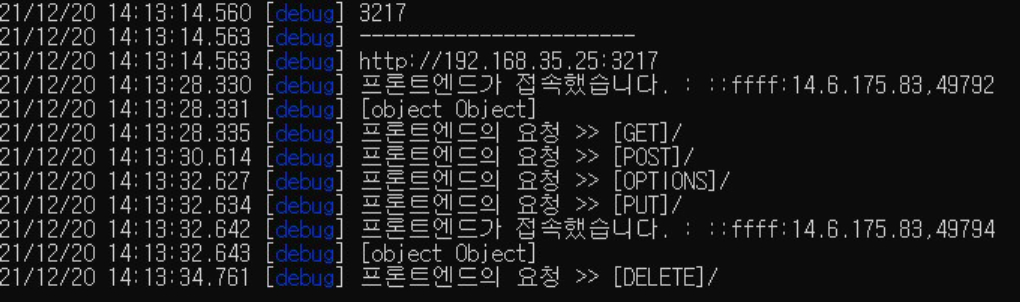 21/12/20 14:13:14.560 [debug] 3217
21/12/20 14:13:14.563 [debug] -----------------------
21/12/20 14:13:14.563 [debug] http://192.168.35.25:3217
21/12/20 14:13:28.330 [debug] 프론트엔드가 접속했습니다. : ::ffff:14.6.175.83,49792
21/12/20 14:13:28.331 [debug] [object Object]
21/12/20 14:13:28.335 [debug] 프론트엔드의 요청 >> [GET]/
21/12/20 14:13:30.614 [debug] 프론트엔드의 요청 >> [POST]/
21/12/20 14:13:32.627 [debug] 프론트엔드의 요청 >> [OPTIONS]/
21/12/20 14:13:32.634 [debug] 프론트엔드의 요청 >> [PUT]/
21/12/20 14:13:32.642 [debug] 프론트엔드가 접속했습니다. : ::ffff:14.6.175.83,49794
21/12/20 14:13:32.643 [debug] [object Object]
21/12/20 14:13:34.761 [debug] 프론트엔드의 요청 >> [DELETE]/